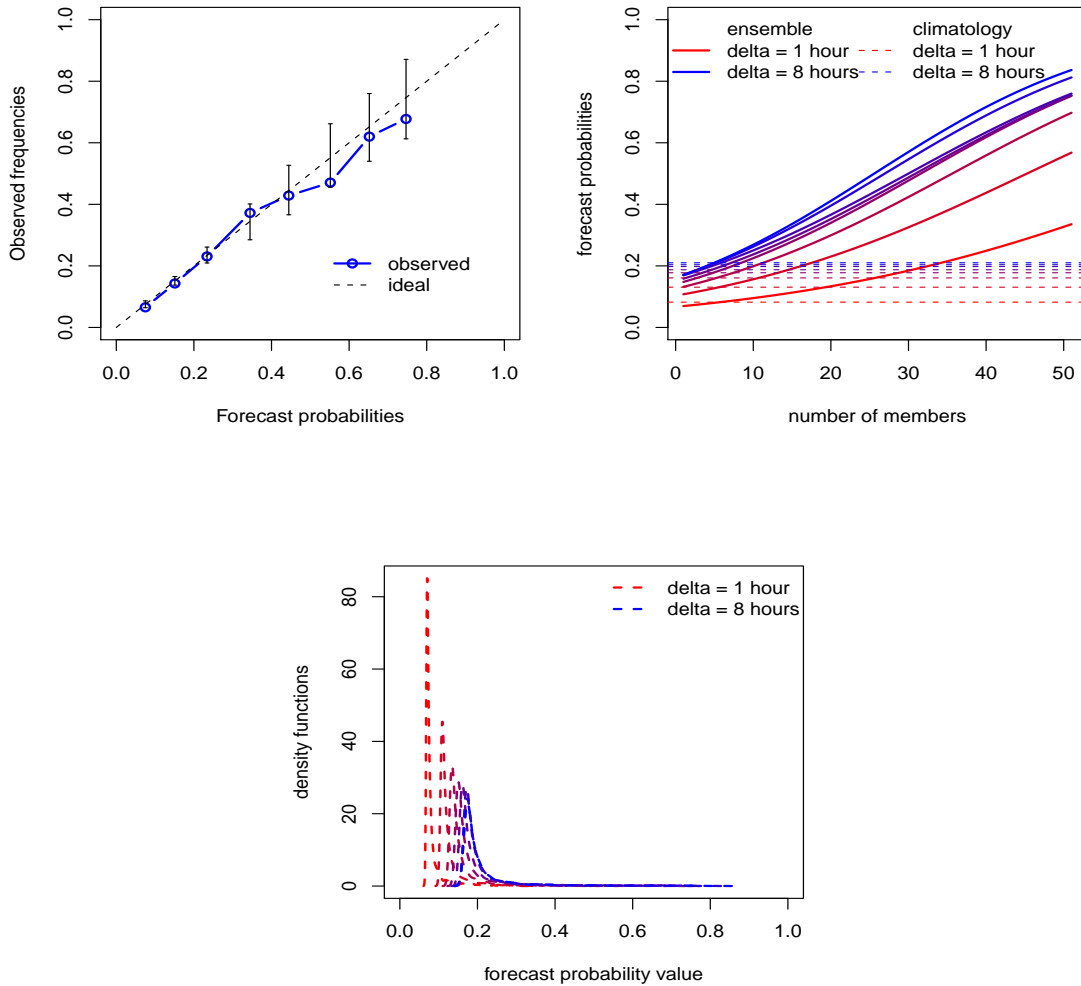 1.0
0.8
0.6
0.4
0.2
0.0
Observed frequencies
observed
ideal
0.0 0.2 0.4 0.6 0.8 1.0
Forecast probabilities
1.0
0.8
0.6
0.4
0.2
0.0
forecast probabilities
ensemble climatology
delta = 1 hour delta = 1 hour
delta = 8 hours delta = 8 hours
0 10 20 30 40 50
number of members
80
60
40
20
0
density functions
delta = 1 hour
delta = 8 hours
0.0 0.2 0.4 0.6 0.8 1.0
forecast probability value